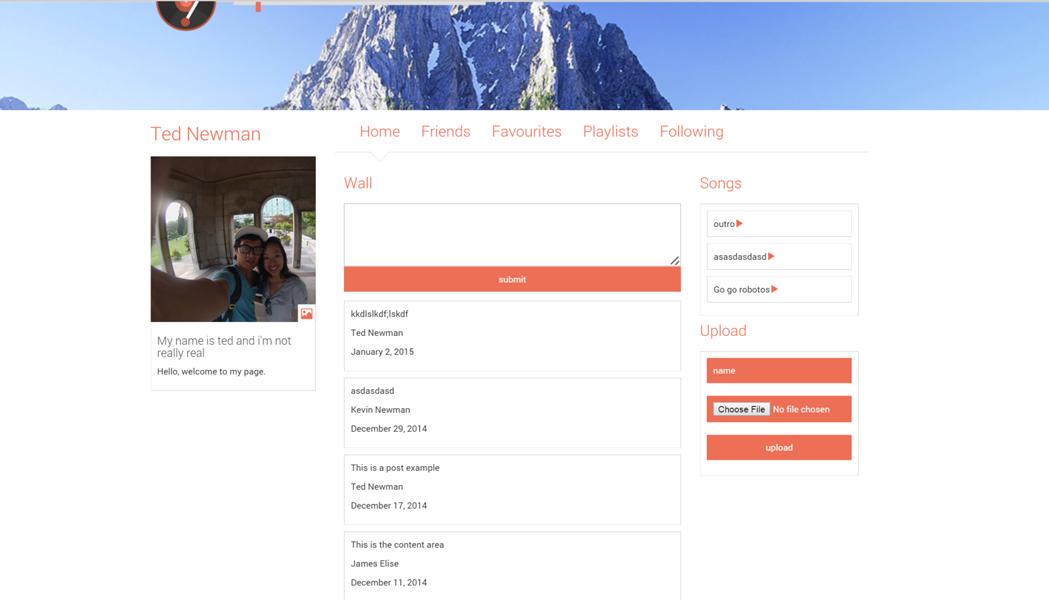 Ted Newman
My name is ted and i'm not
really real
Hello, welcome to my page.
Home Friends Favourites Playlists Following
Wall
submit
kkdlslkdf;lskdf
Ted Newman
January 2, 2015
asdasdasd
Kevin Newman
December 29, 2014
This is a post example
Ted Newman
December 17, 2014
This is the content area
James Elise
December 11, 2014
Songs
outro
asasdasdasd
Go go robotos
Upload
name
Choose File No file chosen
upload